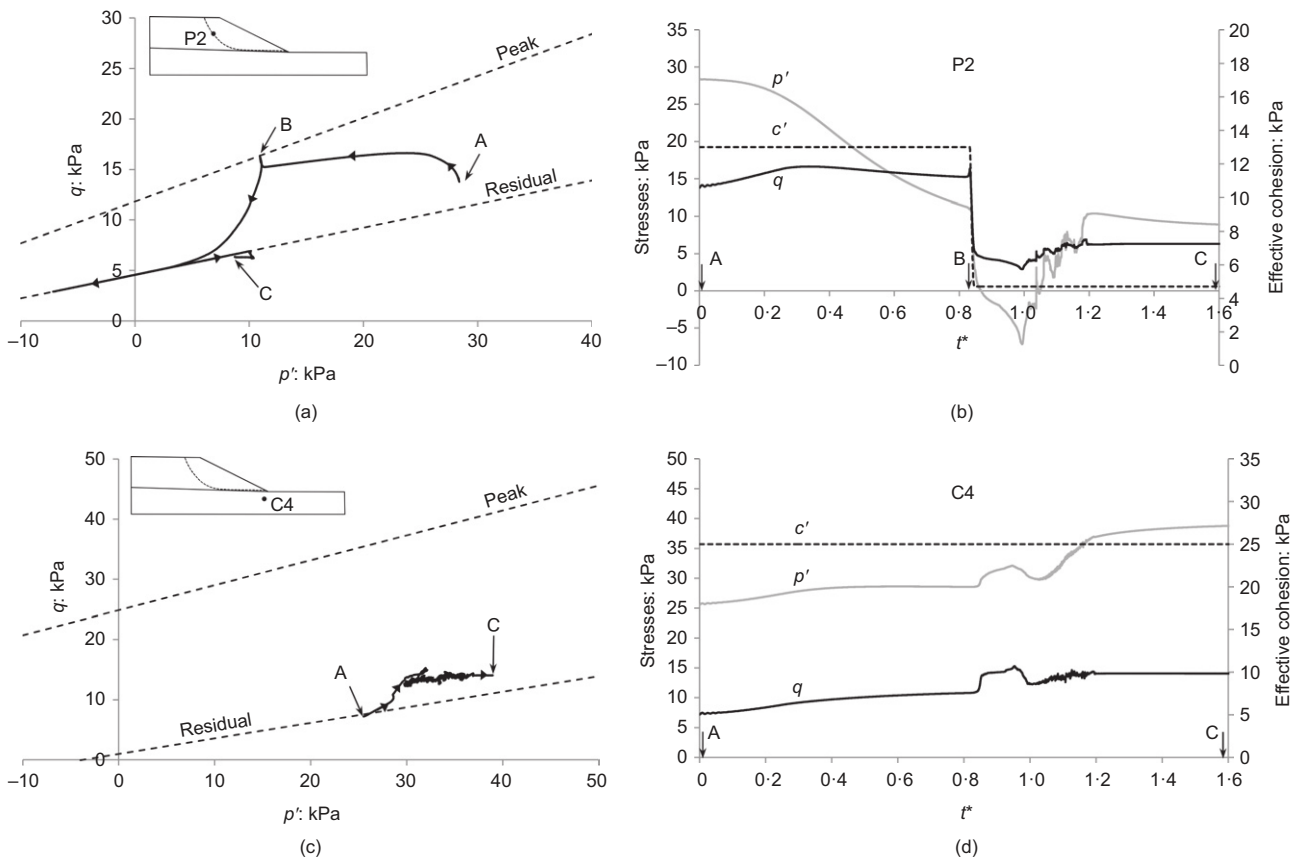 30
25
20
15
10
5
0
q: kPa
P2
Peak
B
A
Residual
C
–10
0
10
20
30
40
p′: kPa
(a)
35
30
25
20
15
10
5
0
–5
–10
Stresses: kPa
P2
p′
c′
q
A
B
C
0
0·2
0·4
0·6
0·8
1·0
1·2
1·4
1·6
t*
20
18
16
14
12
10
8
6
4
2
0
Effective cohesion: kPa
(b)
50
40
30
20
10
0
q: kPa
C4
Peak
A
C
Residual
–10
0
10
20
30
40
50
p′: kPa
(c)
50
45
40
35
30
25
20
15
10
5
0
Stresses: kPa
C4
c′
p′
q
A
C
0
0·2
0·4
0·6
0·8
1·0
1·2
1·4
1·6
t*
35
30
25
20
15
10
5
0
Effective cohesion: kPa
(d)